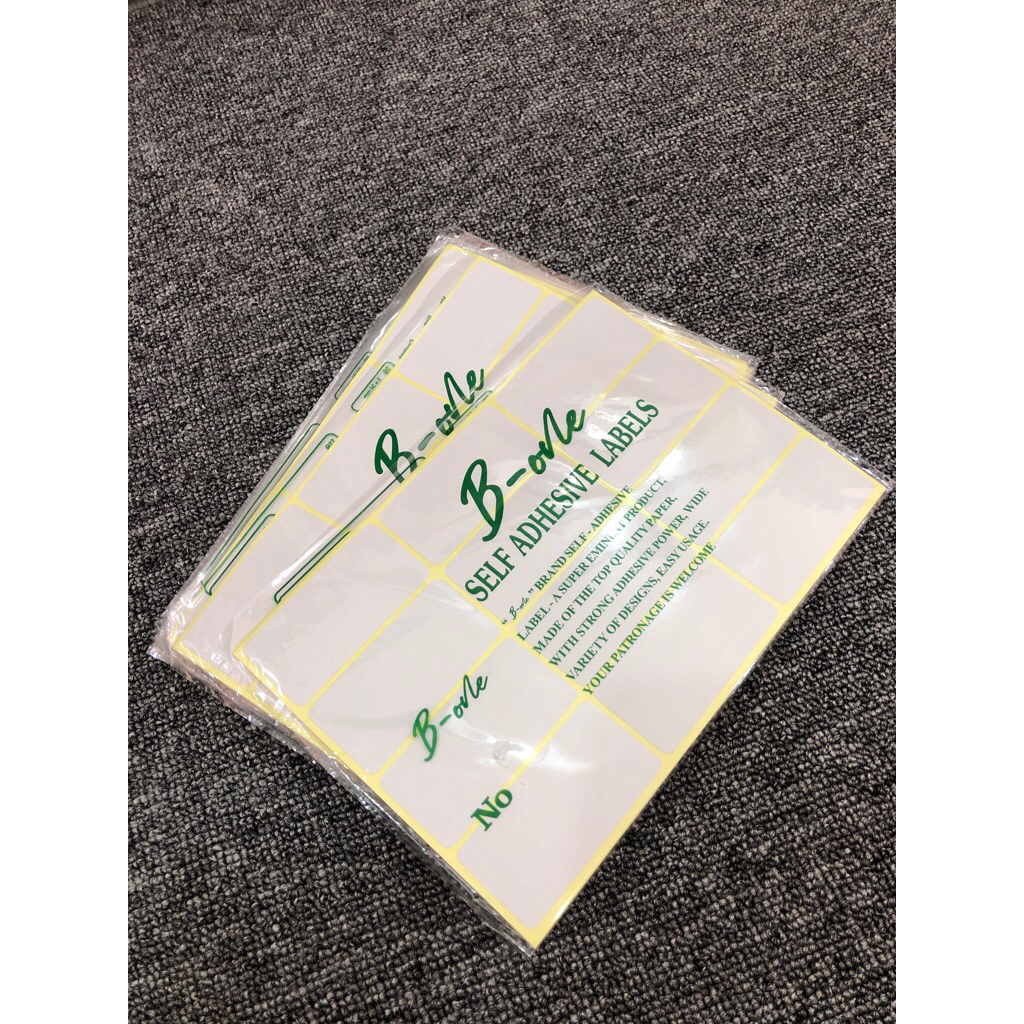 B-one
B-one
SELF ADHESIVE LABELS
" B-one " BRAND SELF - ADHESIVE
LABEL - A SUPER EMINENT PRODUCT,
MADE OF THE TOP QUALITY PAPER,
WITH STRONG ADHESIVE POWER, WIDE
VARIETY OF DESIGNS, EASY USAGE.
YOUR PATRONAGE IS WELCOME
B-one
No